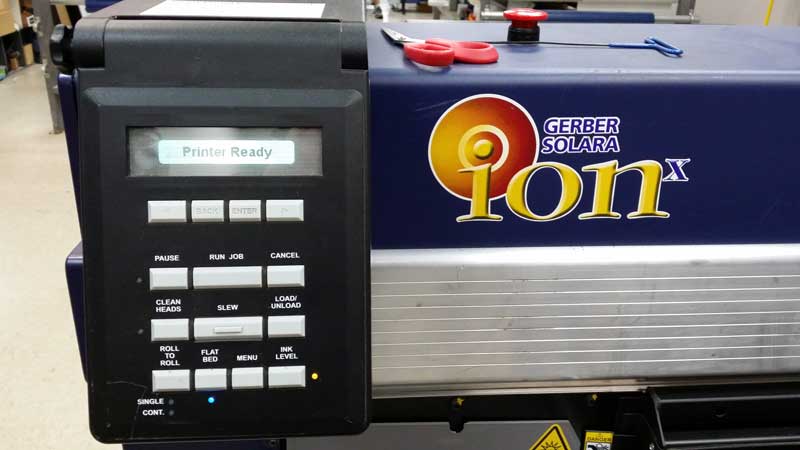 Printer Ready
BACK ENTER
PAUSE RUN JOB CANCEL
CLEAN HEADS SLEW LOAD/ UNLOAD
ROLL TO ROLL FLAT BED MENU INK LEVEL
SINGLE
CONT.
GERBER
SOLARA
ion x